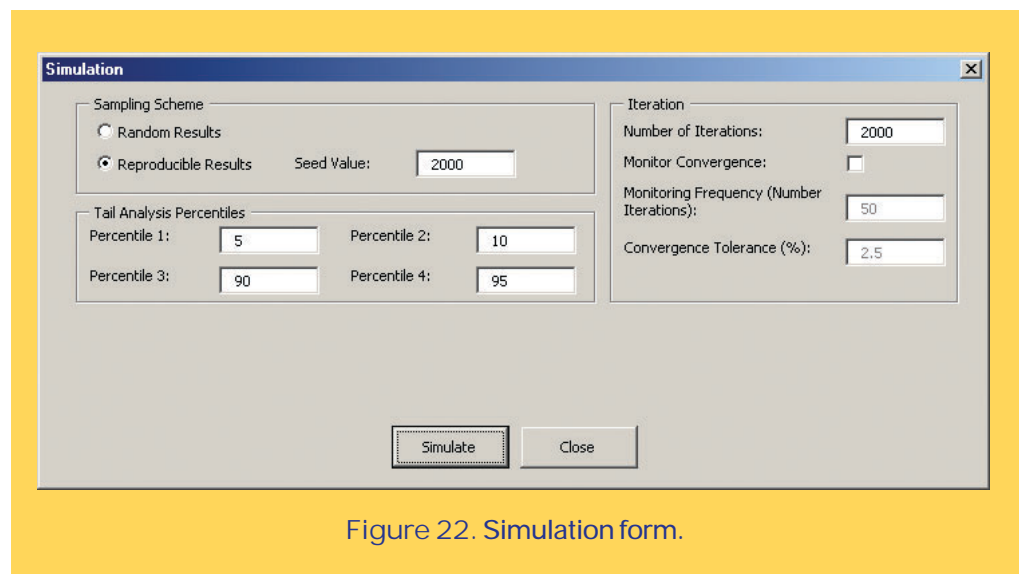 Simulation
Sampling Scheme
Random Results
Reproducible Results Seed Value: 2000
Tail Analysis Percentiles
Percentile 1: 5 Percentile 2: 10
Percentile 3: 90 Percentile 4: 95
Iteration
Number of Iterations: 2000
Monitor Convergence:
Monitoring Frequency (Number
Iterations): 50
Convergence Tolerance (%): 2.5
Simulate Close
Figure 22. Simulation form.